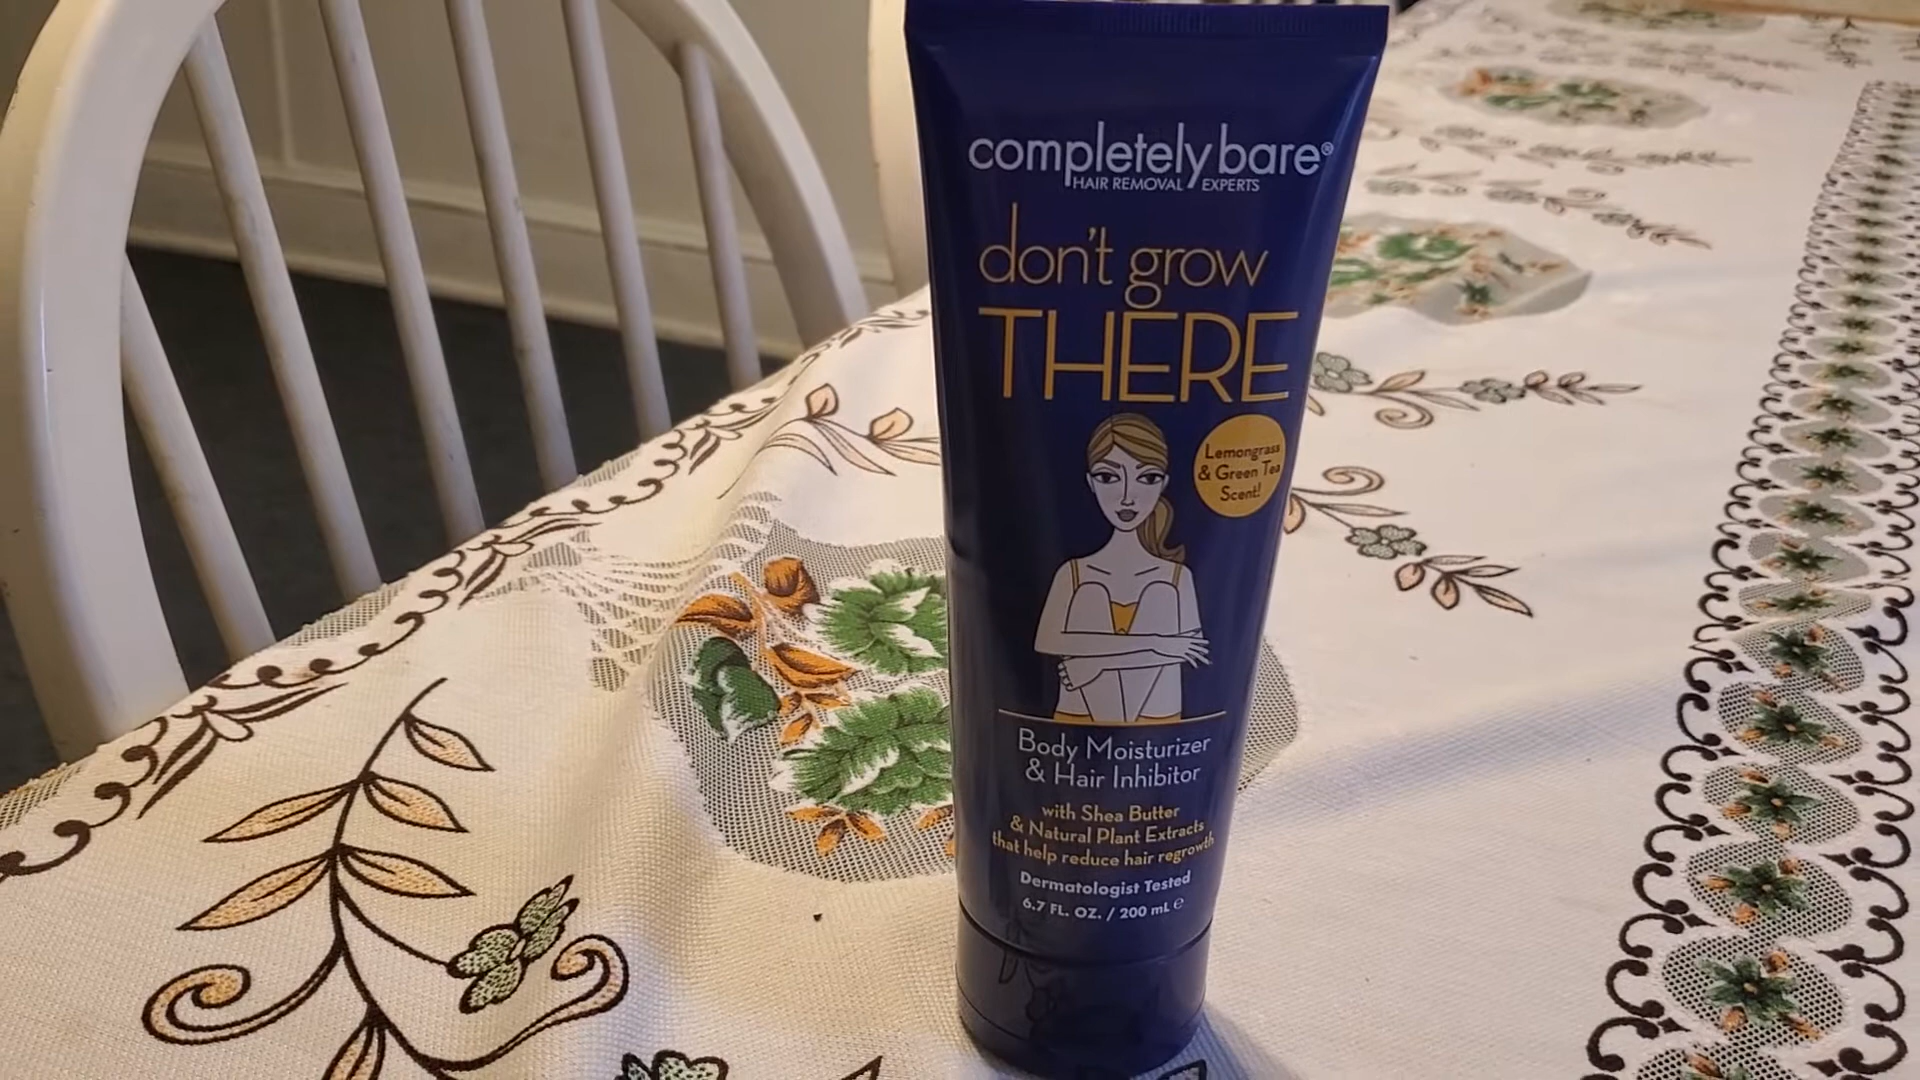 completely bare®
HAIR REMOVAL EXPERTS
don't grow
THERE
Lemongrass
& Green Tea
Scent!
Body Moisturizer
& Hair Inhibitor
with Shea Butter
& Natural Plant Extracts
that help reduce hair regrowth
Dermatologist Tested
6.7 FL. OZ. / 200 mL ℮